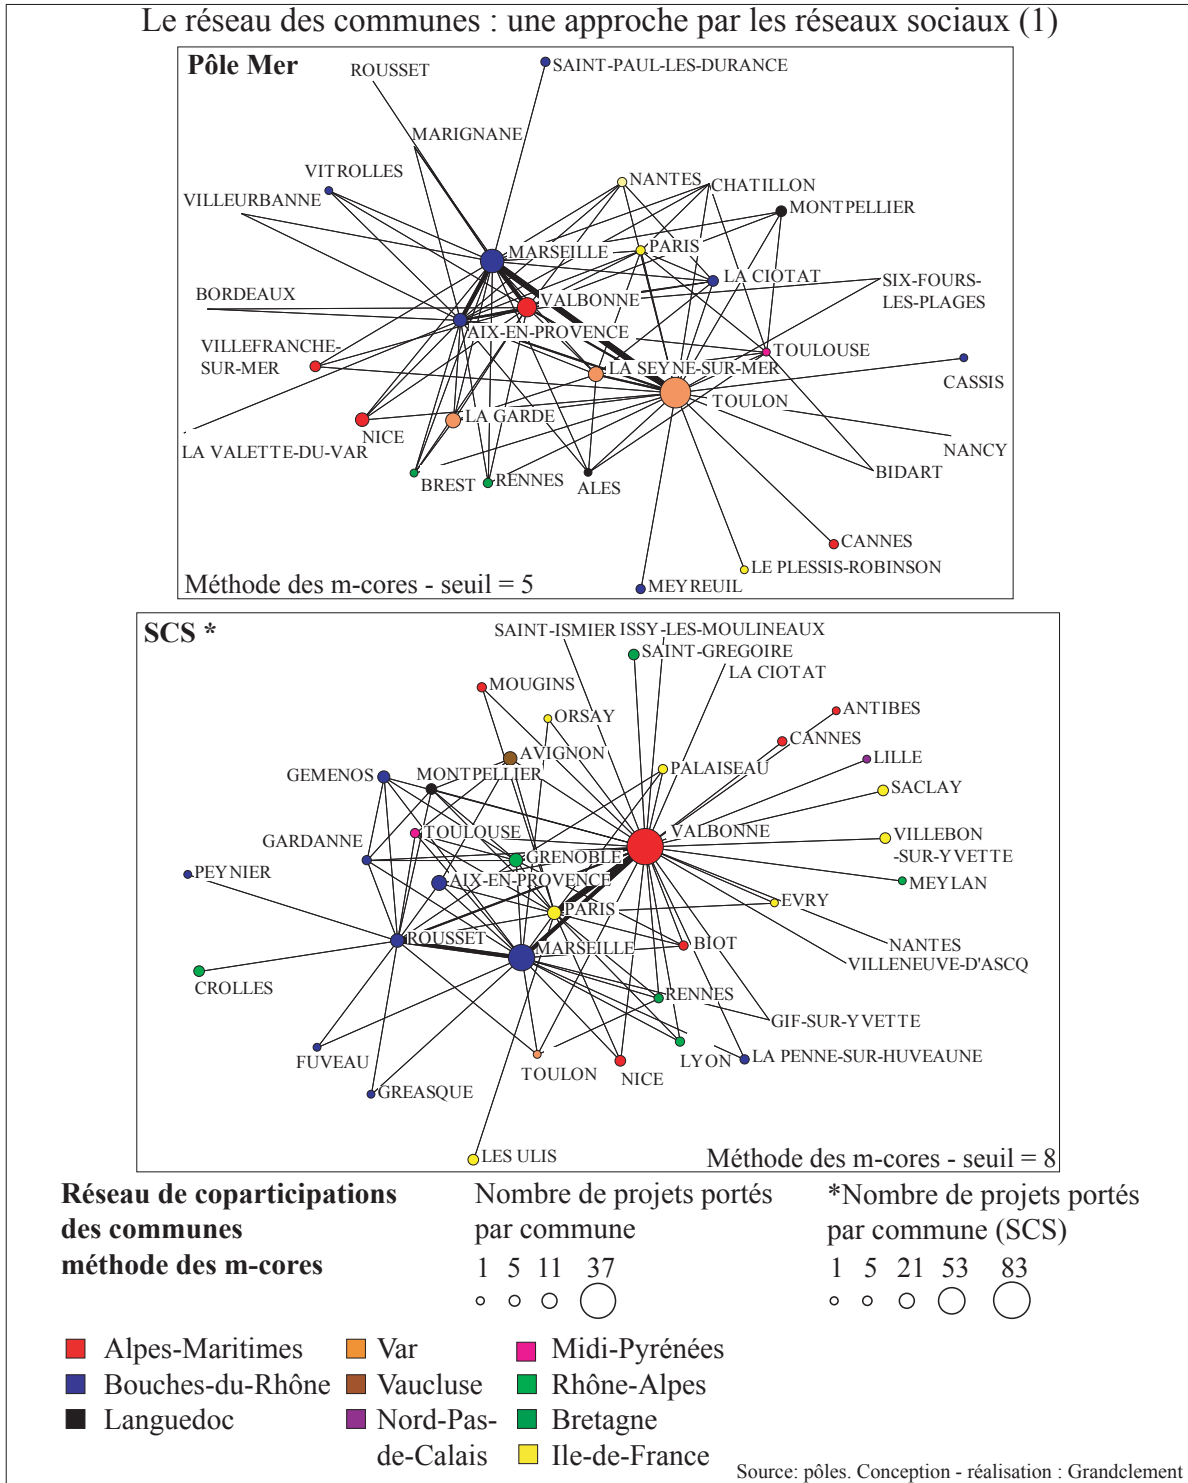 Le réseau des communes : une approche par les réseaux sociaux (1)
Pôle Mer
ROUSSET
SAINT-PAUL-LES-DURANCE
MARIGNANE
VITROLLES
NANTES
CHATILLON
VILLEURBANNE
MONTPELLIER
MARSEILLE
PARIS
LA CIOTAT
SIX-FOURS-
LES-PLAGES
BORDEAUX
VALBONNE
AIX-EN-PROVENCE
VILLEFRANCHE-
SUR-MER
TOULOUSE
LA SEYNE-SUR-MER
CASSIS
TOULON
LA GARDE
NICE
LA VALETTE-DU-VAR
NANCY
BIDART
BREST
RENNES
ALES
CANNES
LE PLESSIS-ROBINSON
MEYREUIL
Méthode des m-cores - seuil = 5
SCS *
SAINT-ISMIER
ISSY-LES-MOULINEAUX
SAINT-GREGOIRE
LA CIOTAT
MOUGINS
ORSAY
ANTIBES
CANNES
AVIGNON
LILLE
GEMENOS
MONTPELLIER
PALAISEAU
SACLAY
TOULOUSE
VALBONNE
VILLEBON
-SUR-YVETTE
GARDANNE
GRENOBLE
PEYNIER
AIX-EN-PROVENCE
MEYLAN
PARIS
EVRY
ROUSSET
MARSEILLE
BIOT
NANTES
VILLENEUVE-D'ASCQ
CROLLES
RENNES
GIF-SUR-YVETTE
FUVEAU
TOULON
NICE
LYON
LA PENNE-SUR-HUVEAUNE
GREASQUE
LES ULIS
Méthode des m-cores - seuil = 8
Réseau de coparticipations
des communes
méthode des m-cores
Nombre de projets portés
par commune
1 5 11 37
*Nombre de projets portés
par commune (SCS)
1 5 21 53 83
Alpes-Maritimes
Bouches-du-Rhône
Languedoc
Var
Vaucluse
Nord-Pas-
de-Calais
Midi-Pyrénées
Rhône-Alpes
Bretagne
Ile-de-France
Source: pôles. Conception - réalisation : Grandclement